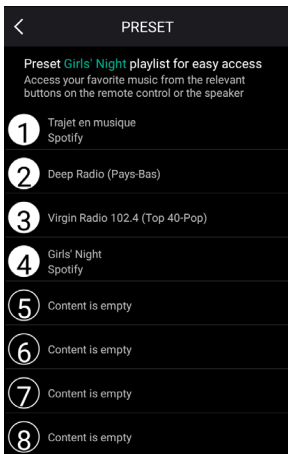 PRESET
Preset Girls' Night playlist for easy access
Access your favorite music from the relevant
buttons on the remote control or the speaker
1
Trajet en musique
Spotify
2
Deep Radio (Pays-Bas)
3
Virgin Radio 102.4 (Top 40-Pop)
4
Girls' Night
Spotify
5
Content is empty
6
Content is empty
7
Content is empty
8
Content is empty